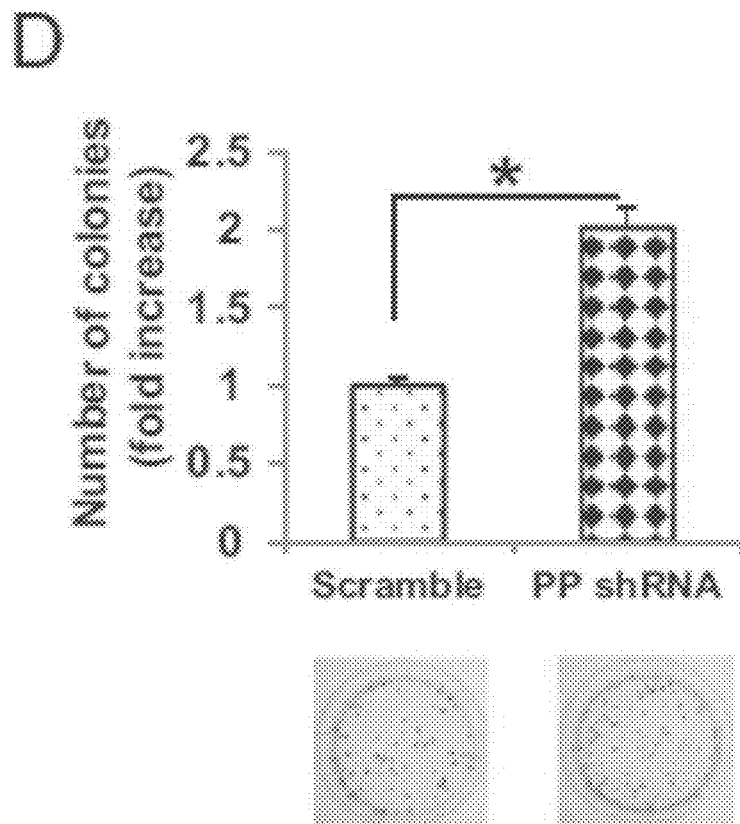 D
Number of colonies
(fold increase)
2.5
*
2
1.5
1
0.5
0
Scramble PP shRNA